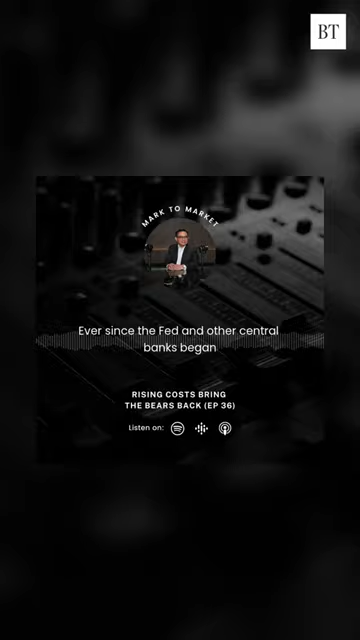 BT
MARK TO MARKET
Ever since the Fed and other central
banks began
RISING COSTS BRING
THE BEARS BACK (EP 36)
Listen on: